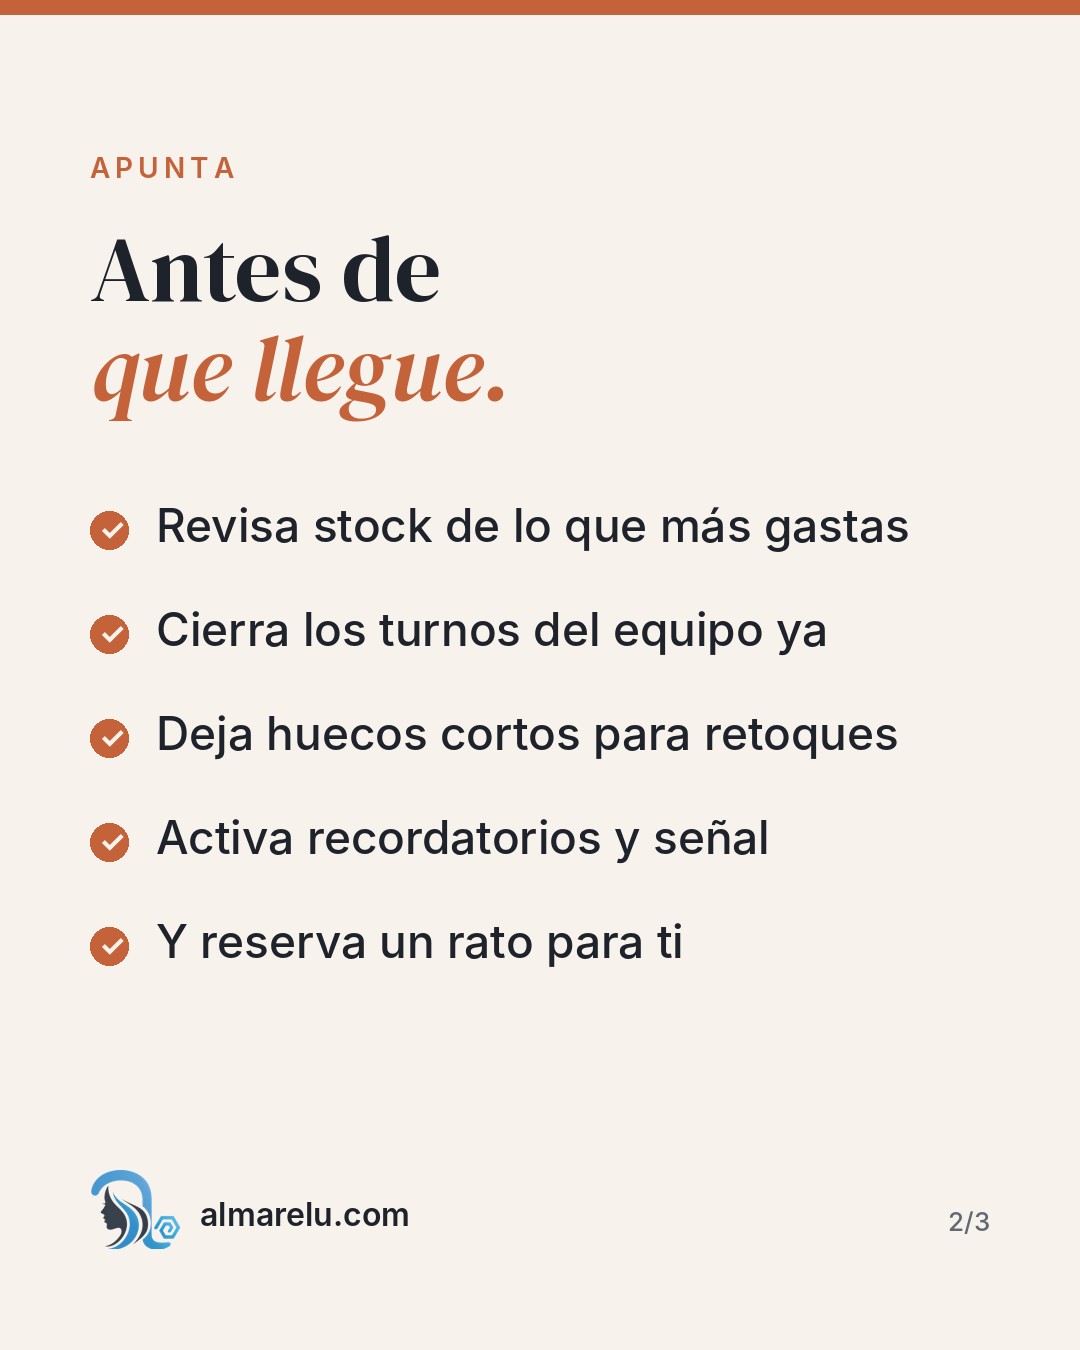 APUNTA
Antes de
que llegue.
Revisa stock de lo que más gastas
Cierra los turnos del equipo ya
Deja huecos cortos para retoques
Activa recordatorios y señal
Y reserva un rato para ti
almarelu.com
2/3